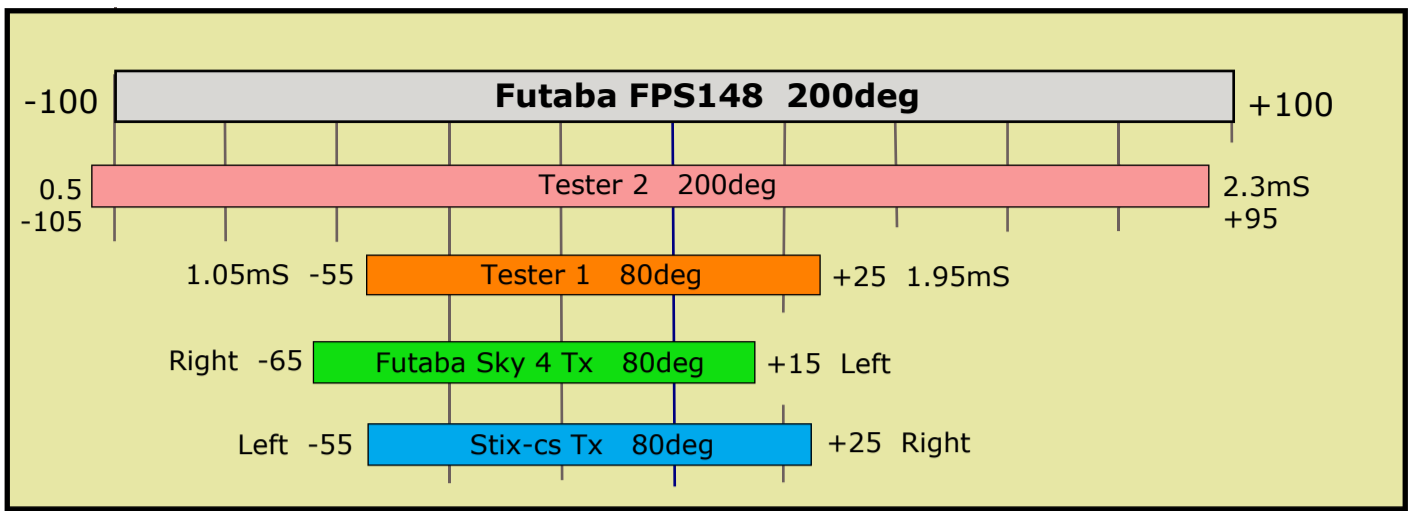 -100 Futaba FPS148 200deg +100
0.5 Tester 2 200deg 2.3mS
-105 +95
1.05mS -55 Tester 1 80deg +25 1.95mS
Right -65 Futaba Sky 4 Tx 80deg +15 Left
Left -55 Stix-cs Tx 80deg +25 Right